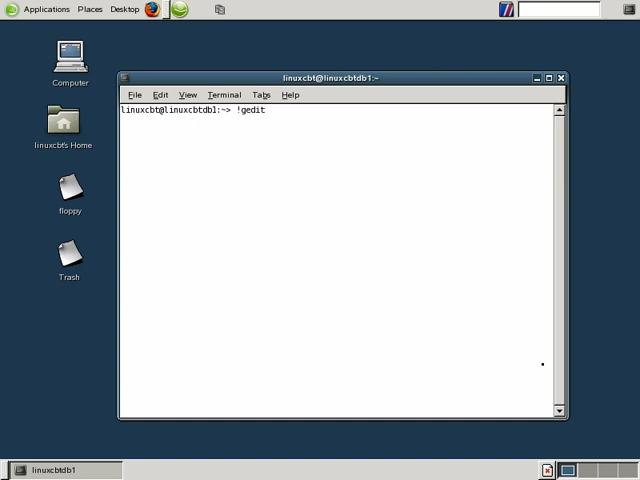 Applications Places Desktop
Computer
linuxcbt's Home
floppy
Trash
linuxcbt@linuxcbtdb1:~
File Edit View Terminal Tabs Help
linuxcbt@linuxcbtdb1:~> !gedit
linuxcbtdb1